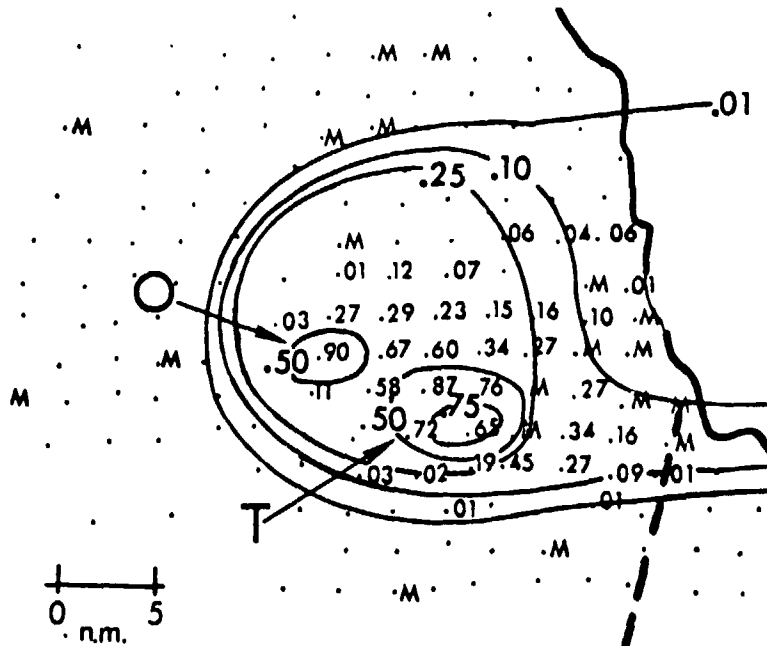 .M .M
.01
.M
M .M
.10
.25
.06 .04 .06
.M
.01 .12 .07
M .01
O
.03 .27 .29 .23 .15 .16 .10 M
.50 .90 .67 .60 .34 .27 M .M
.M
.11 .58 .87 .76 M .27 M
M
.75
.50 .72 .65 M .34 .16 M
.03 .02 .19 .45 .27 .09 .01
T
.01 .01
.M
.M
0 5
n.m.